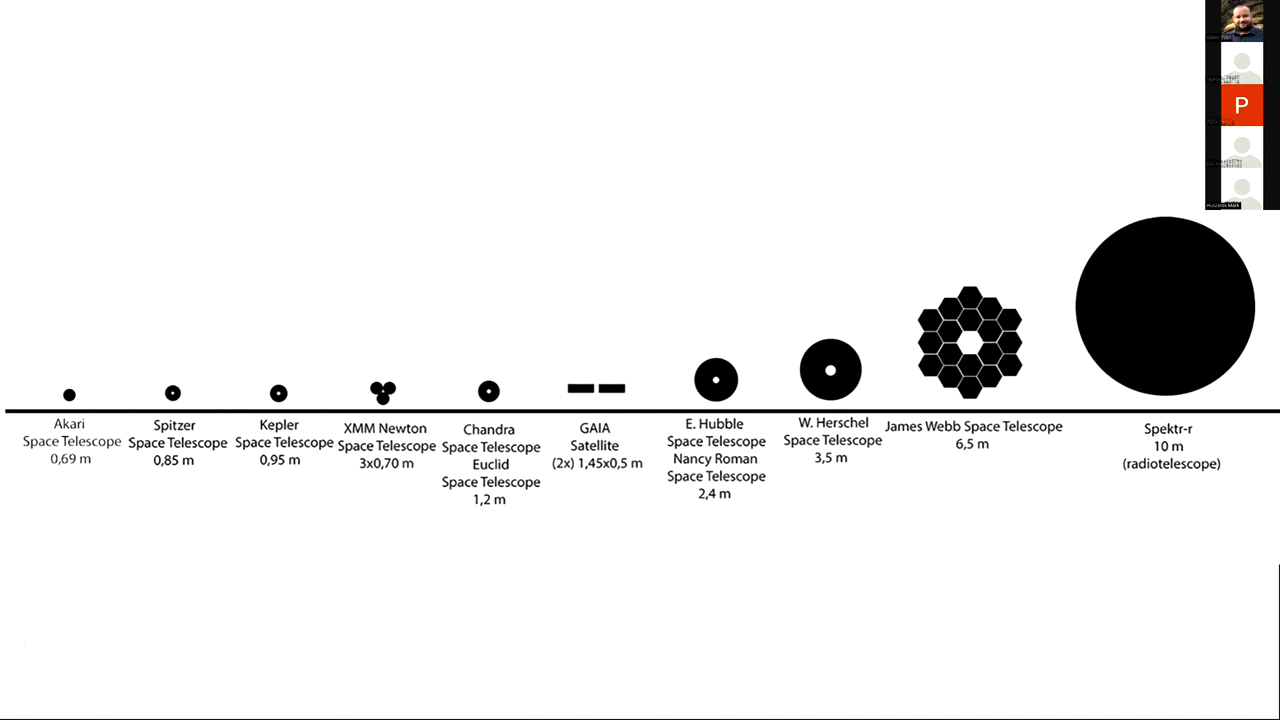 P
Huszáros Márk
Akari
Space Telescope
0,69 m
Spitzer
Space Telescope
0,85 m
Kepler
Space Telescope
0,95 m
XMM Newton
Space Telescope
3x0,70 m
Chandra
Space Telescope
Euclid
Space Telescope
1,2 m
GAIA
Satellite
(2x) 1,45x0,5 m
E. Hubble
Space Telescope
Nancy Roman
Space Telescope
2,4 m
W. Herschel
Space Telescope
3,5 m
James Webb Space Telescope
6,5 m
Spektr-r
10 m
(radiotelescope)